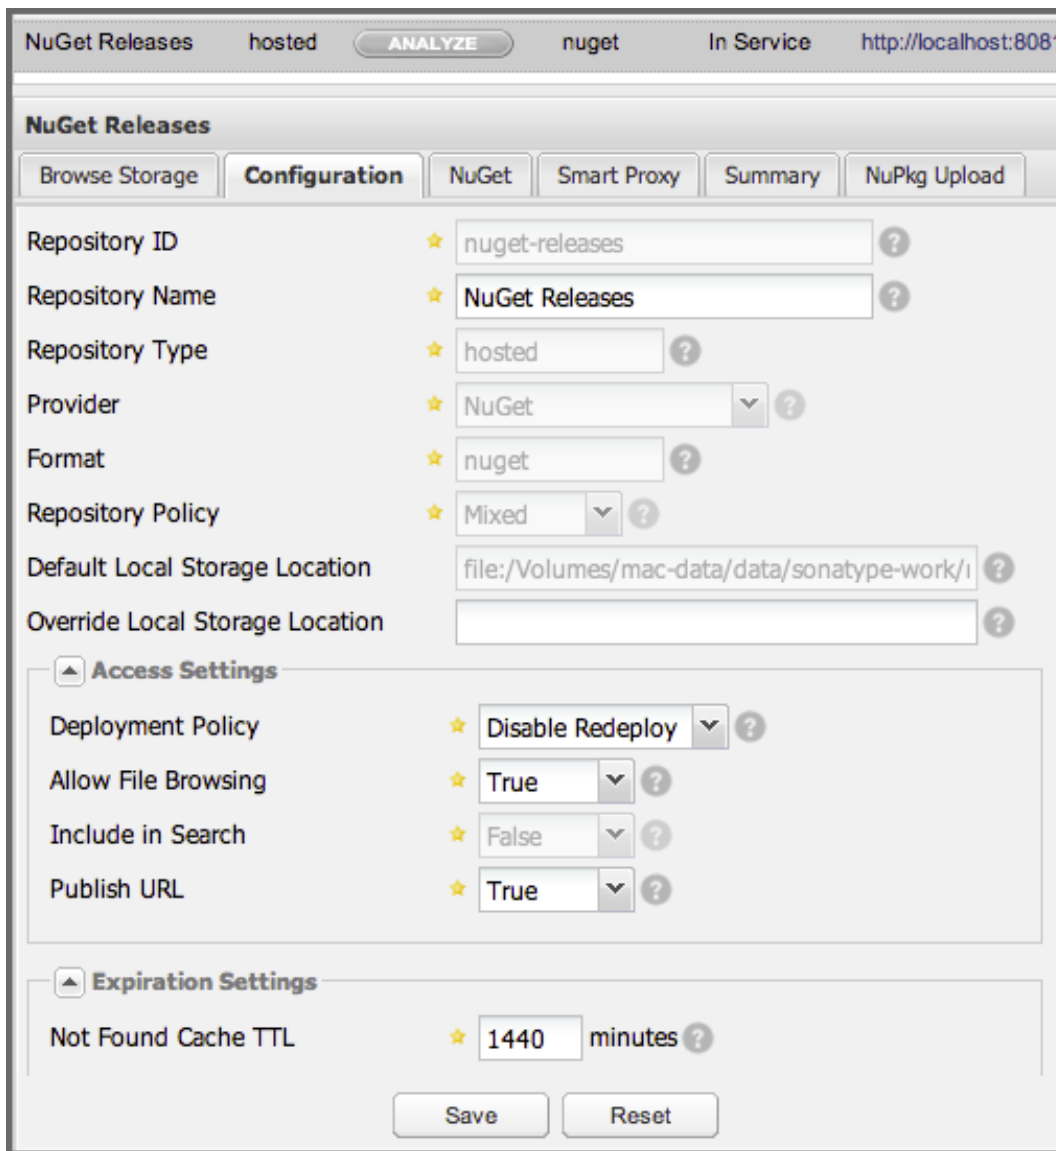 NuGet Releases hosted ANALYZE nuget In Service http://localhost:8081
NuGet Releases
Browse Storage Configuration NuGet Smart Proxy Summary NuPkg Upload
Repository ID nuget-releases ?
Repository Name NuGet Releases ?
Repository Type hosted ?
Provider NuGet ?
Format nuget ?
Repository Policy Mixed ?
Default Local Storage Location file:/Volumes/mac-data/data/sonatype-work/ ?
Override Local Storage Location ?
Access Settings
Deployment Policy Disable Redeploy ?
Allow File Browsing True ?
Include in Search False ?
Publish URL True ?
Expiration Settings
Not Found Cache TTL 1440 minutes ?
Save Reset